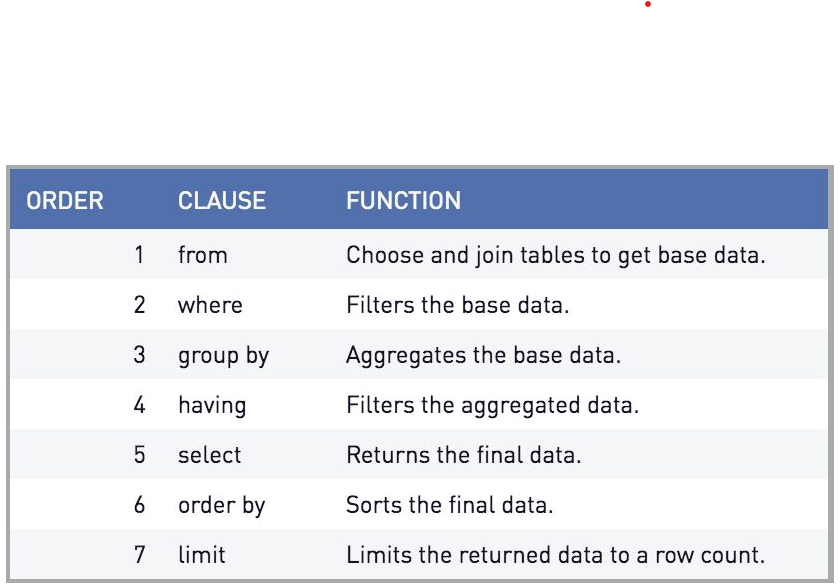 ORDER CLAUSE FUNCTION
1 from Choose and join tables to get base data.
2 where Filters the base data.
3 group by Aggregates the base data.
4 having Filters the aggregated data.
5 select Returns the final data.
6 order by Sorts the final data.
7 limit Limits the returned data to a row count.